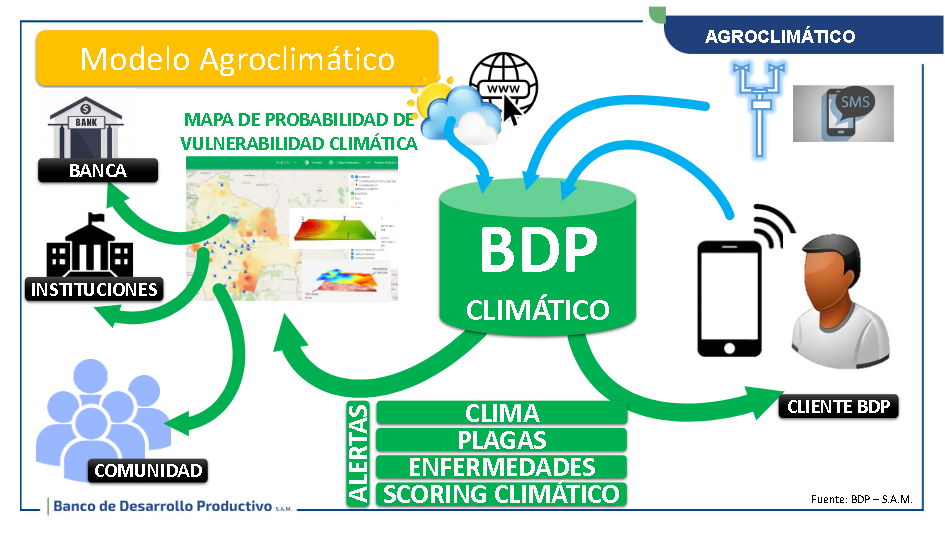 AGROCLIMÁTICO
Modelo Agroclimático
WWW
SMS
$
BANK
BANCA
MAPA DE PROBABILIDAD DE
VULNERABILIDAD CLIMÁTICA
INSTITUCIONES
COMUNIDAD
BDP
CLIMÁTICO
CLIENTE BDP
ALERTAS
CLIMA
PLAGAS
ENFERMEDADES
SCORING CLIMÁTICO
Fuente: BDP – S.A.M.
Banco de Desarrollo Productivo S.A.M.